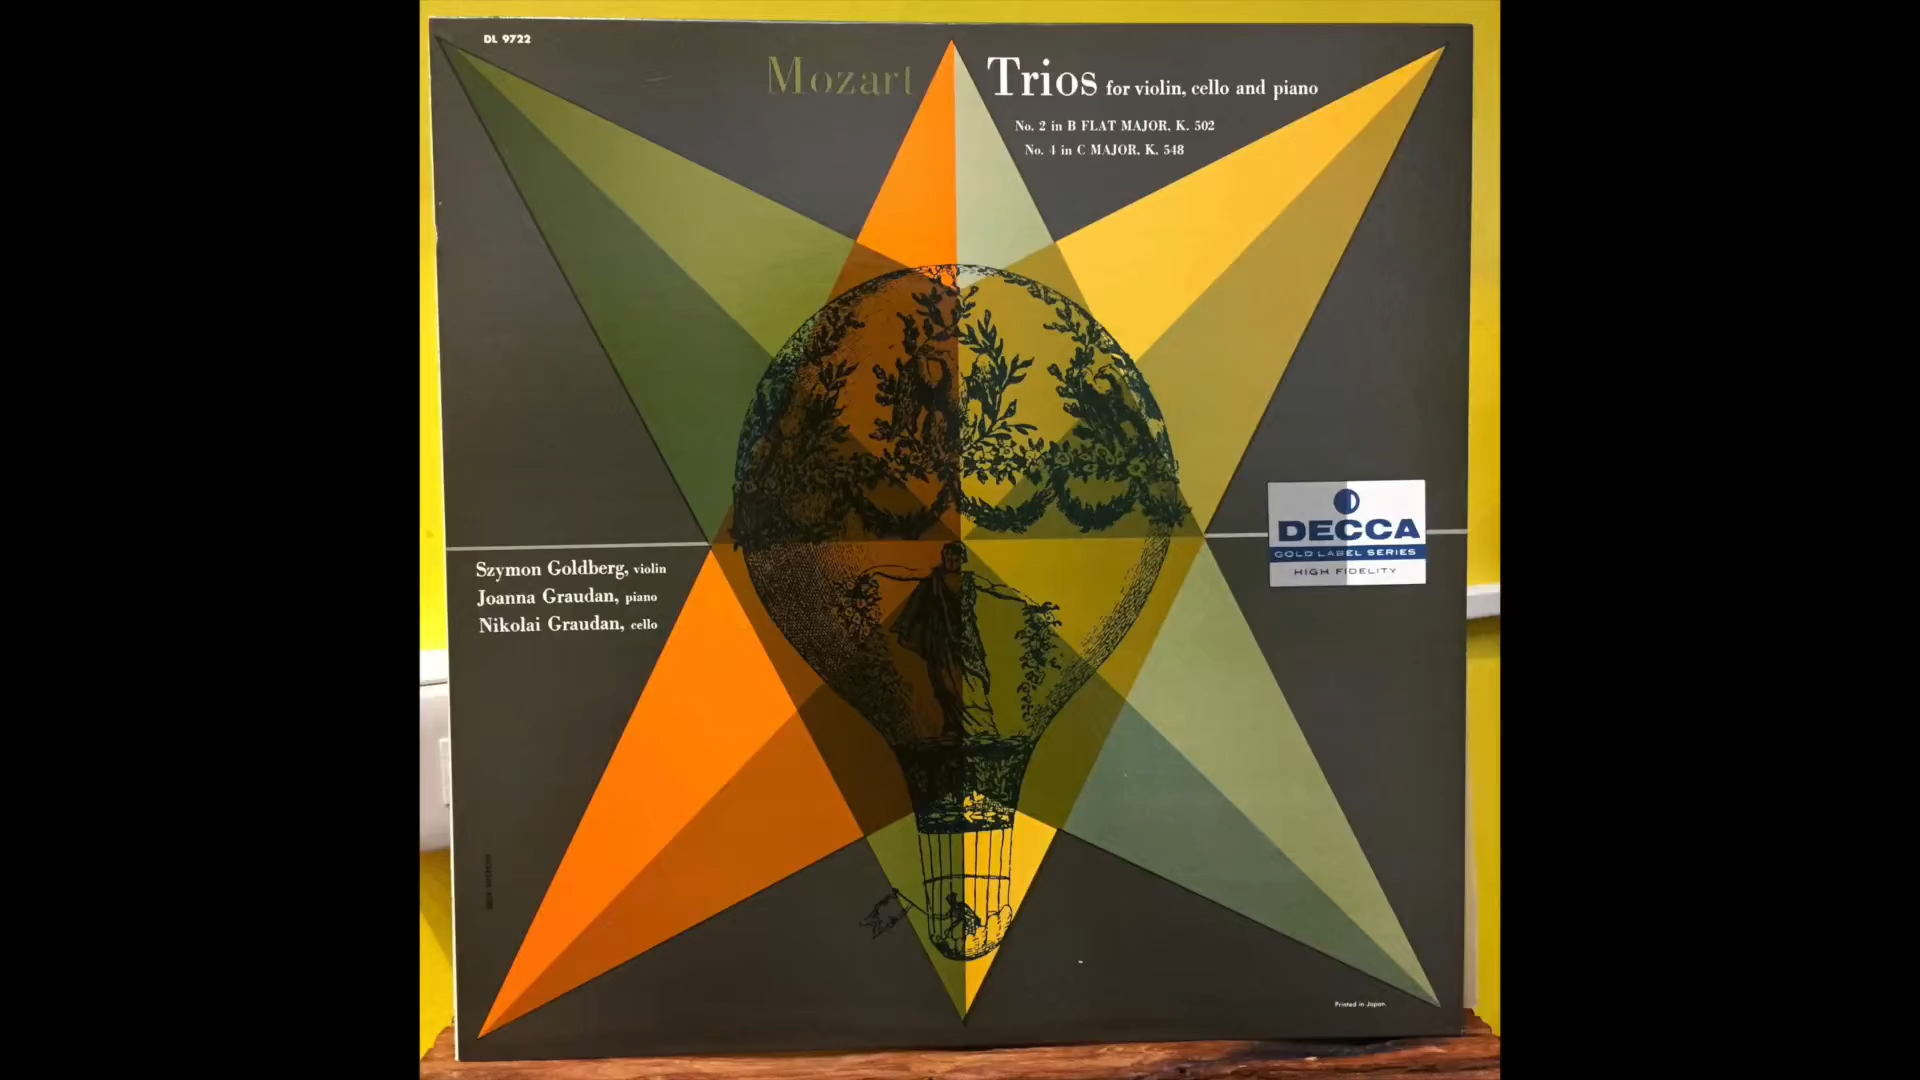 DL 9722
Mozart Trios for violin, cello and piano
No. 2 in B FLAT MAJOR, K. 502
No. 4 in C MAJOR, K. 548
DECCA
GOLD LABEL SERIES
HIGH FIDELITY
Szymon Goldberg, violin
Joanna Graudan, piano
Nikolai Graudan, cello
Printed in Japan.